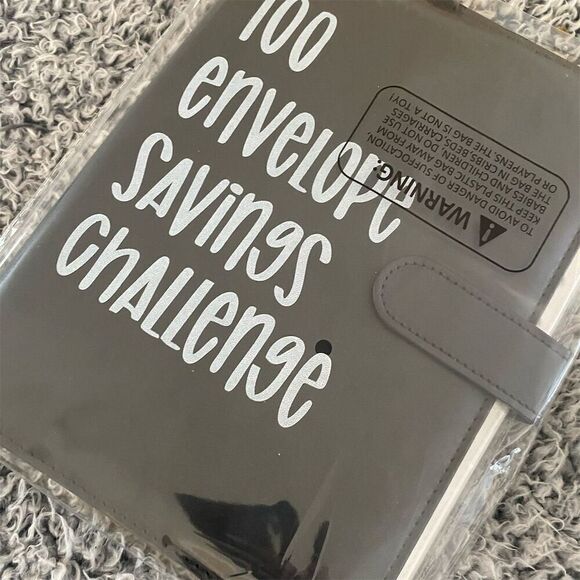 100
envelope
savings
challenge
WARNING:
TO AVOID DANGER OF SUFFOCATION,
KEEP THIS PLASTIC BAG AWAY FROM
BABIES AND CHILDREN. DO NOT USE
THE BAG IN CRIBS, BEDS, CARRIAGES
OR PLAYPENS. THE BAG IS NOT A TOY!